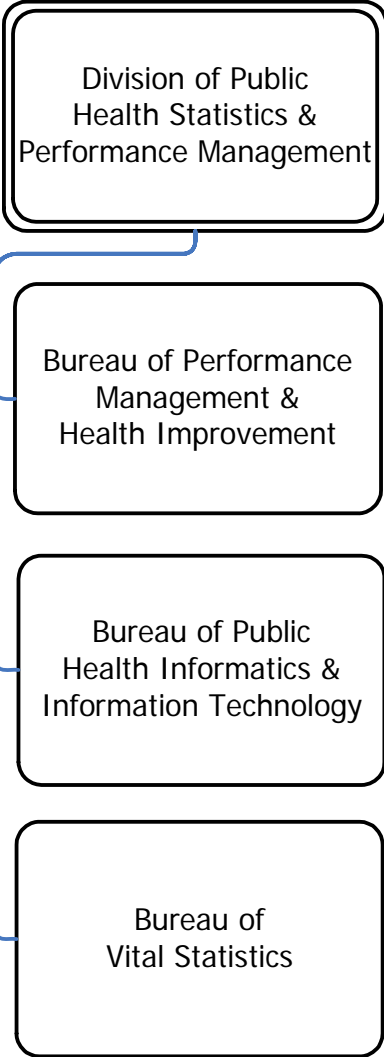 Division of Public
Health Statistics &
Performance Management
Bureau of Performance
Management &
Health Improvement
Bureau of Public
Health Informatics &
Information Technology
Bureau of
Vital Statistics